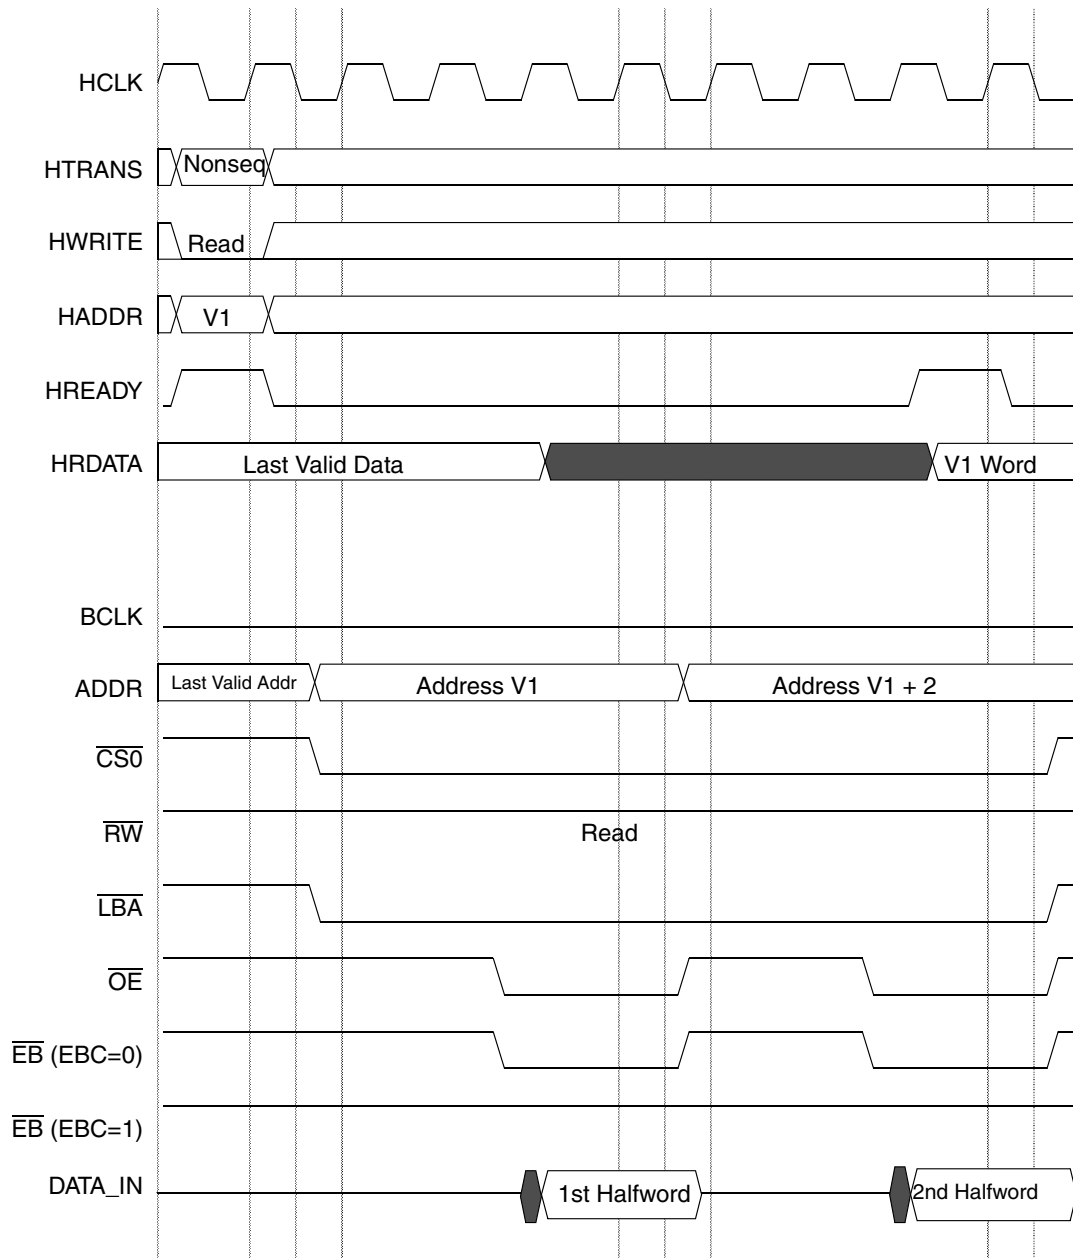 HCLK
HTRANS Nonseq
HWRITE Read
HADDR V1
HREADY
HRDATA Last Valid Data V1 Word
BCLK
ADDR Last Valid Addr Address V1 Address V1 + 2
CS0
RW Read
LBA
OE
EB (EBC=0)
EB (EBC=1)
DATA_IN 1st Halfword 2nd Halfword